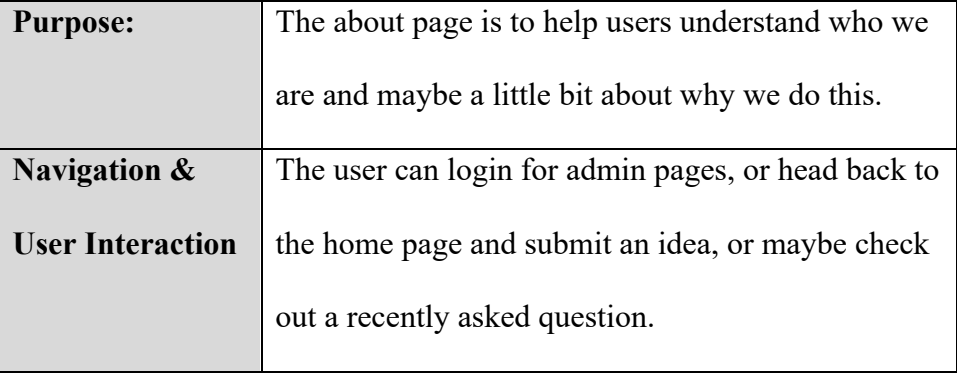 Purpose: The about page is to help users understand who we
are and maybe a little bit about why we do this.
Navigation & The user can login for admin pages, or head back to
User Interaction the home page and submit an idea, or maybe check
out a recently asked question.